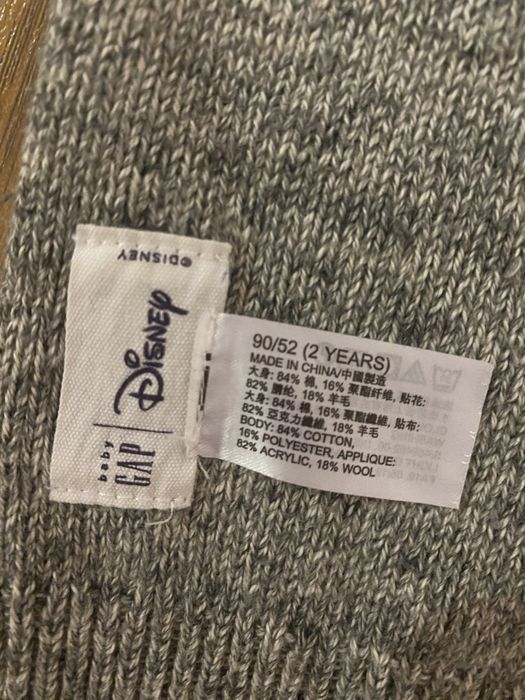 ©DISNEY
baby
GAP
DISNEY
90/52 (2 YEARS)
MADE IN CHINA/中國製造
大身: 84% 棉, 16% 聚酯纤维, 贴花:
82% 腈纶, 18% 羊毛
大身: 84% 棉, 16% 聚酯纖維, 貼布:
82% 亞克力纖維, 18% 羊毛
BODY: 84% COTTON,
16% POLYESTER, APPLIQUE:
82% ACRYLIC, 18% WOOL